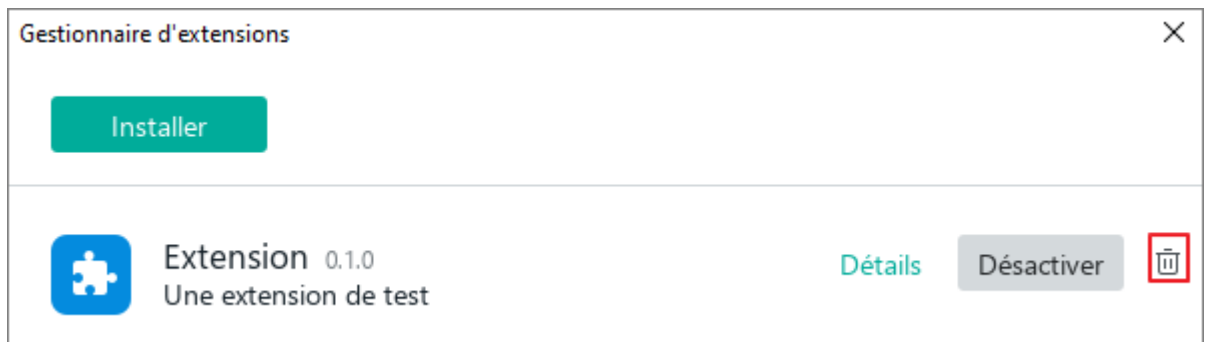 Gestionnaire d'extensions
Installer
Extension 0.1.0
Une extension de test
Détails
Désactiver